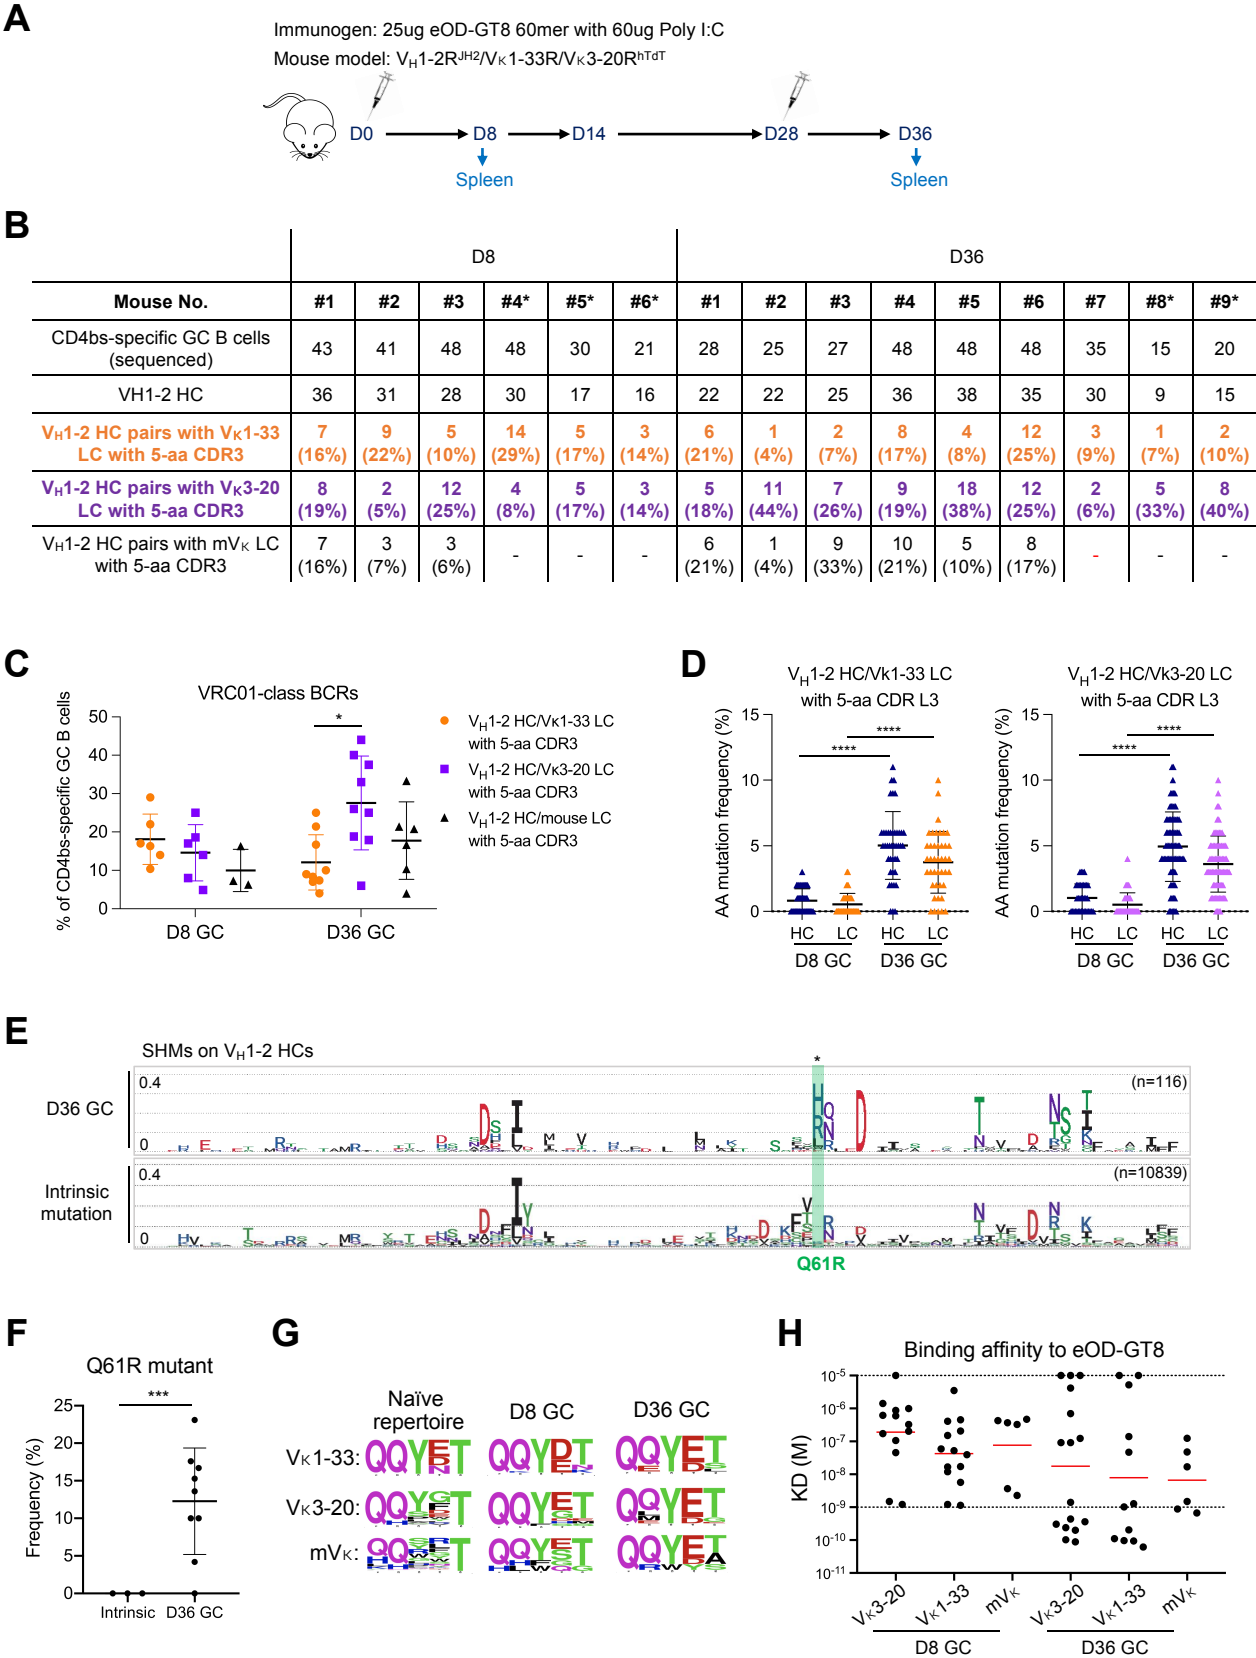 A
Immunogen: 25ug eOD-GT8 60mer with 60ug Poly I:C
Mouse model: VH1-2R^JH2/Vκ1-33R/Vκ3-20R^hTdT
D0 D8 D14 D28 D36
Spleen Spleen
B
D8 D36
Mouse No. #1 #2 #3 #4* #5* #6* #1 #2 #3 #4 #5 #6 #7 #8* #9*
CD4bs-specific GC B cells
(sequenced) 43 41 48 48 30 21 28 25 27 48 48 48 35 15 20
VH1-2 HC 36 31 28 30 17 16 22 22 25 36 38 35 30 9 15
VH1-2 HC pairs with Vκ1-33 7 9 5 14 5 3 6 1 2 8 4 12 3 1 2
LC with 5-aa CDR3 (16%) (22%) (10%) (29%) (17%) (14%) (21%) (4%) (7%) (17%) (8%) (25%) (9%) (7%) (10%)
VH1-2 HC pairs with Vκ3-20 8 2 12 4 5 3 5 11 7 9 18 12 2 5 8
LC with 5-aa CDR3 (19%) (5%) (25%) (8%) (17%) (14%) (18%) (44%) (26%) (19%) (38%) (25%) (6%) (33%) (40%)
VH1-2 HC pairs with mVκ LC 7 3 3 - - - 6 1 9 10 5 8 - - -
with 5-aa CDR3 (16%) (7%) (6%) (21%) (4%) (33%) (21%) (10%) (17%)
C
VRC01-class BCRs
% of CD4bs-specific GC B cells
50
40
30
20
10
0
*
D8 GC D36 GC
VH1-2 HC/Vκ1-33 LC
with 5-aa CDR3
VH1-2 HC/Vκ3-20 LC
with 5-aa CDR3
VH1-2 HC/mouse LC
with 5-aa CDR3
D
VH1-2 HC/Vk1-33 LC
with 5-aa CDR L3
AA mutation frequency (%)
15
10
5
0
****
****
HC LC HC LC
D8 GC D36 GC
VH1-2 HC/Vk3-20 LC
with 5-aa CDR L3
AA mutation frequency (%)
15
10
5
0
****
****
HC LC HC LC
D8 GC D36 GC
E
SHMs on VH1-2 HCs
*
D36 GC
0.4
0
(n=116)
Intrinsic
mutation
0.4
0
(n=10839)
Q61R
F
Q61R mutant
***
Frequency (%)
25
20
15
10
5
0
Intrinsic D36 GC
G
Naïve
repertoire D8 GC D36 GC
Vκ1-33: QQYET QQYDT QQYET
Vκ3-20: QQYGT QQYET QQYET
mVκ:
H
Binding affinity to eOD-GT8
KD (M)
10^-5
10^-6
10^-7
10^-8
10^-9
10^-10
10^-11
Vκ3-20 Vκ1-33 mVκ Vκ3-20 Vκ1-33 mVκ
D8 GC D36 GC